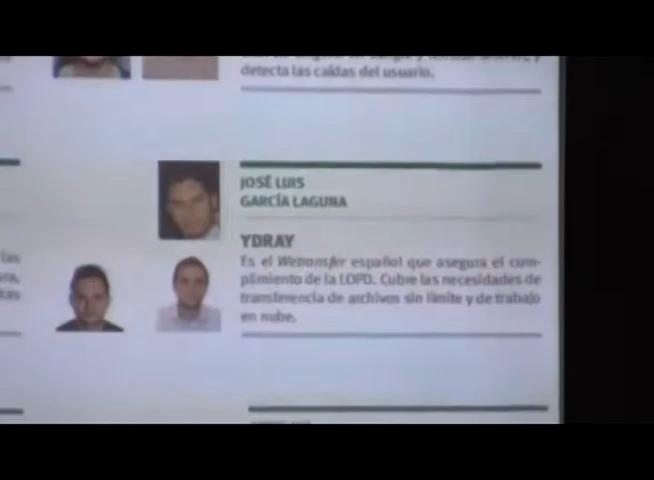 detecta las caídas del usuario.
JOSÉ LUIS
GARCÍA LAGUNA
YDRAY
Es el Wetransfer español que asegura el cum-
plimiento de la LOPD. Cubre las necesidades de
transferencia de archivos sin límite y de trabajo
en nube.